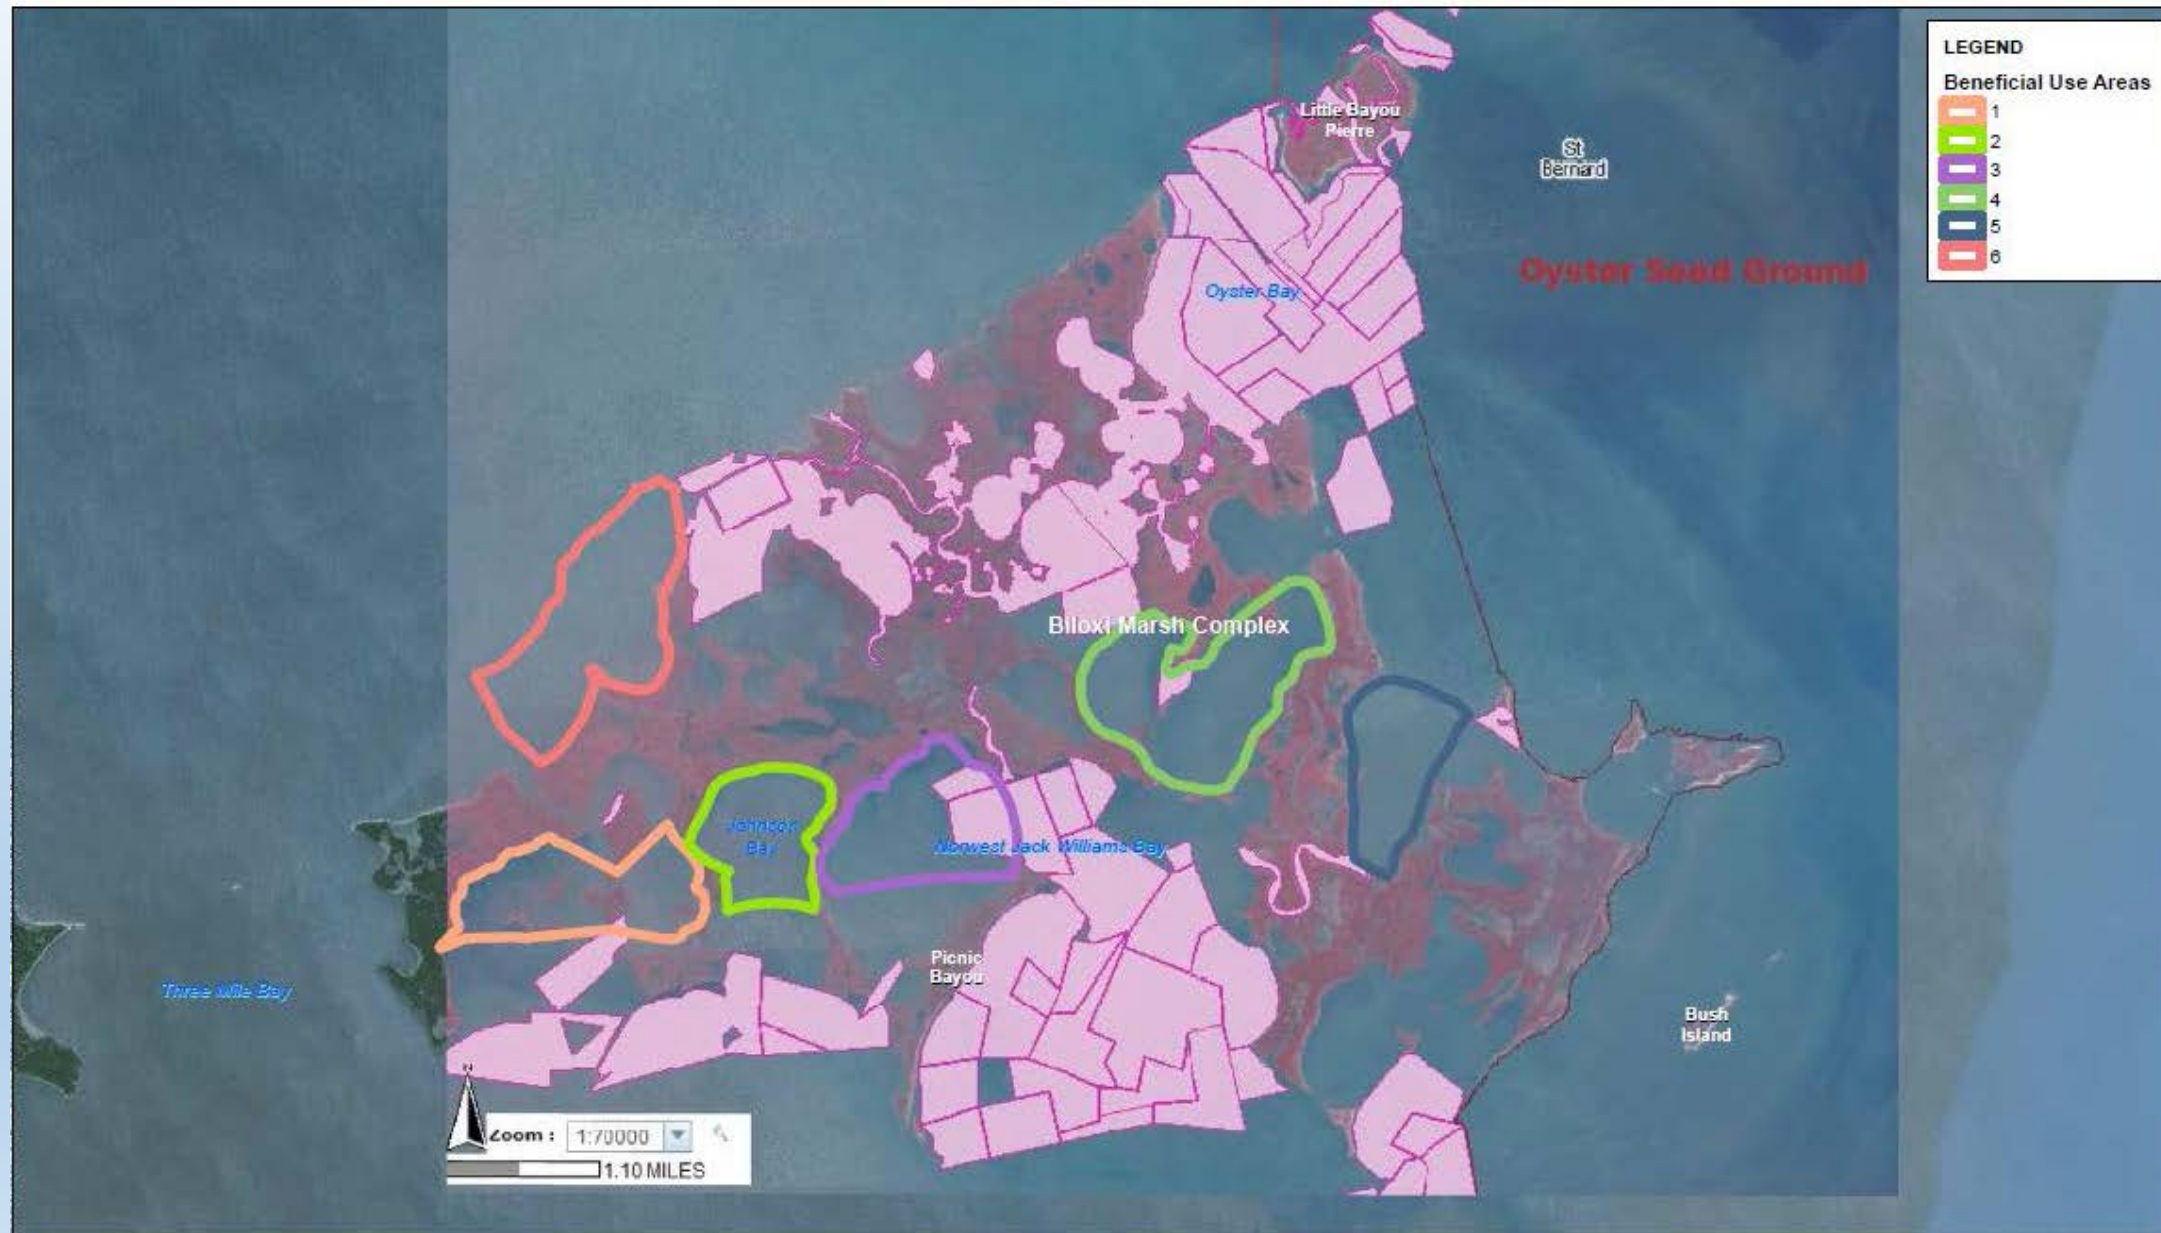 LEGEND
Beneficial Use Areas
1
2
3
4
5
6
Little Bayou
Pierre
St
Bernard
Oyster Seed Ground
Oyster Bay
Biloxi Marsh Complex
Johnson
Bay
Norwest Jack Williams Bay
Picnic
Bayou
Three Mile Bay
Bush
Island
N
Zoom :
1:70000
1.10 MILES